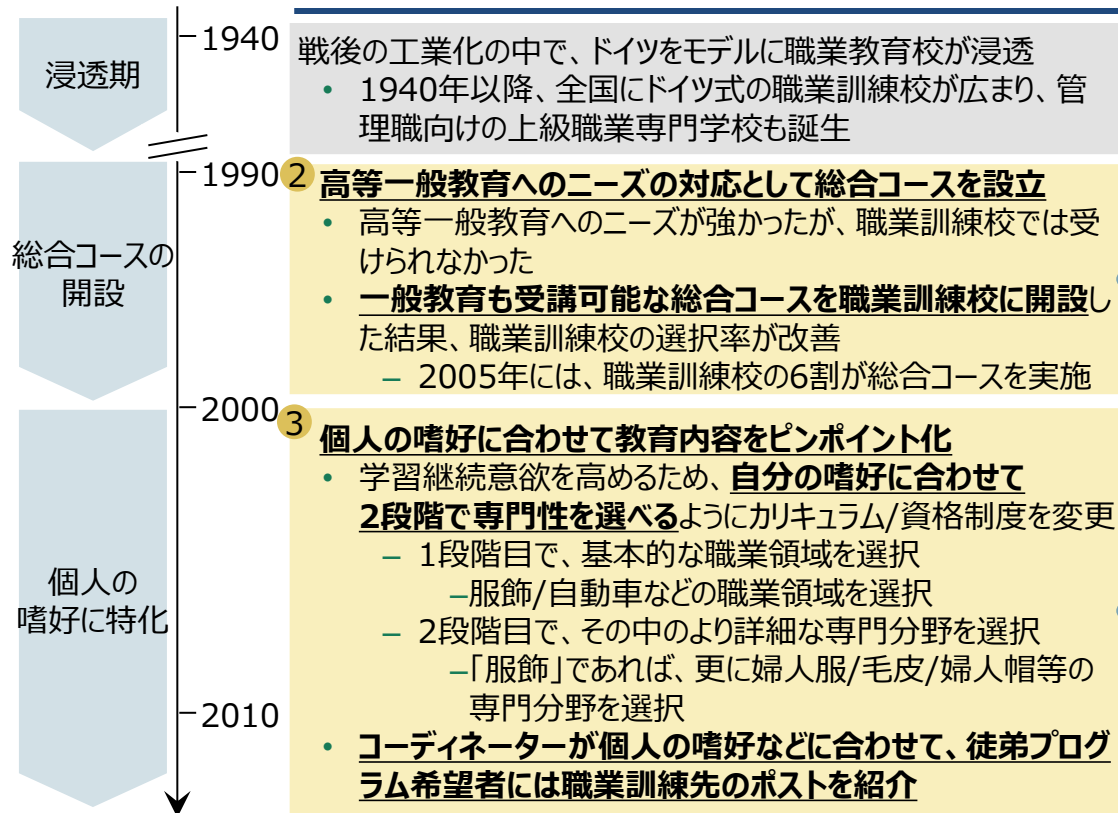 浸透期
1940
戦後の工業化の中で、ドイツをモデルに職業教育校が浸透
• 1940年以降、全国にドイツ式の職業訓練校が広まり、管
理職向けの上級職業専門学校も誕生
総合コースの
開設
1990
2 高等一般教育へのニーズの対応として総合コースを設立
• 高等一般教育へのニーズが強かったが、職業訓練校では受
けられなかった
• 一般教育も受講可能な総合コースを職業訓練校に開設し
た結果、職業訓練校の選択率が改善
– 2005年には、職業訓練校の6割が総合コースを実施
個人の
嗜好に特化
2000
3 個人の嗜好に合わせて教育内容をピンポイント化
• 学習継続意欲を高めるため、自分の嗜好に合わせて
2段階で専門性を選べるようにカリキュラム/資格制度を変更
– 1段階目で、基本的な職業領域を選択
–服飾/自動車などの職業領域を選択
– 2段階目で、その中のより詳細な専門分野を選択
–「服飾」であれば、更に婦人服/毛皮/婦人帽等の
専門分野を選択
2010
• コーディネーターが個人の嗜好などに合わせて、徒弟プログ
ラム希望者には職業訓練先のポストを紹介